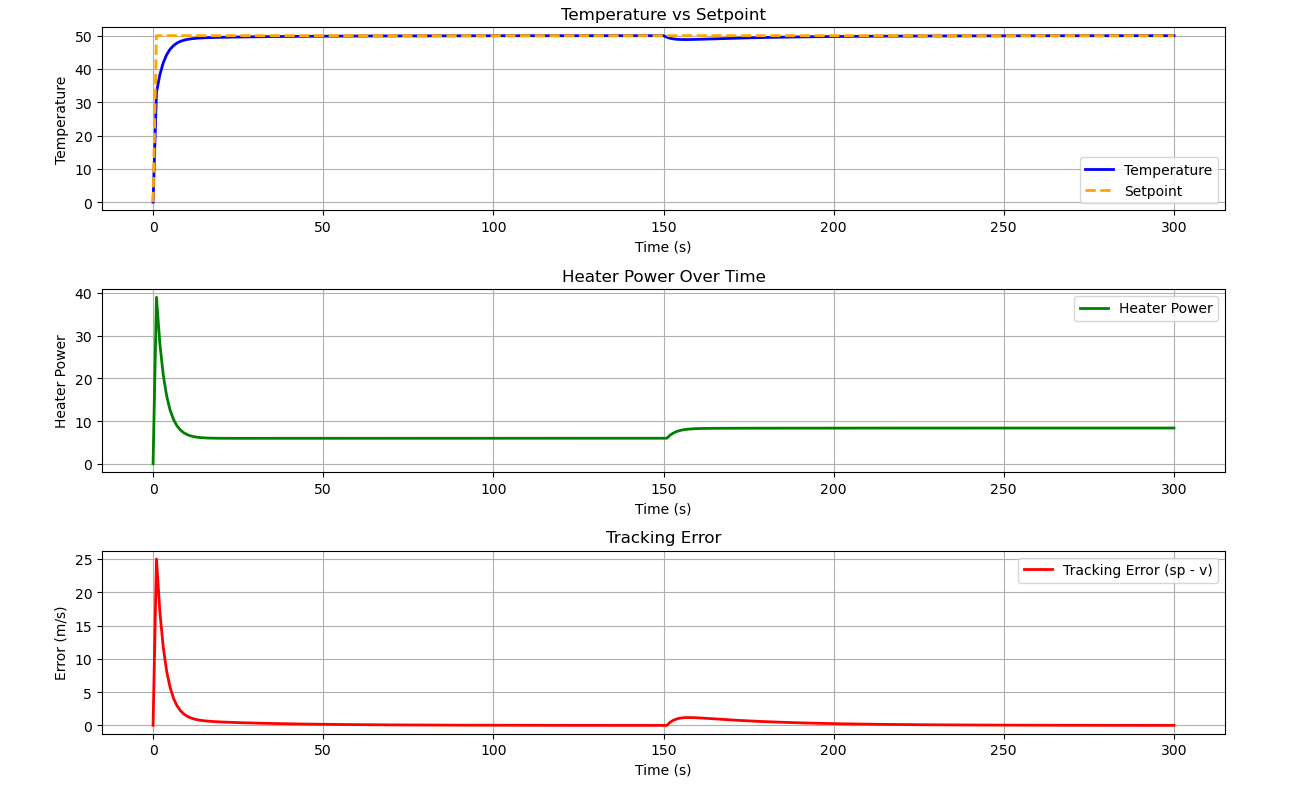 Temperature vs Setpoint
50
40
30
20
10
0
Temperature
Temperature
Setpoint
0 50 100 150 200 250 300
Time (s)
Heater Power Over Time
40
30
20
10
0
Heater Power
Heater Power
0 50 100 150 200 250 300
Time (s)
Tracking Error
25
20
15
10
5
0
Error (m/s)
Tracking Error (sp - v)
0 50 100 150 200 250 300
Time (s)